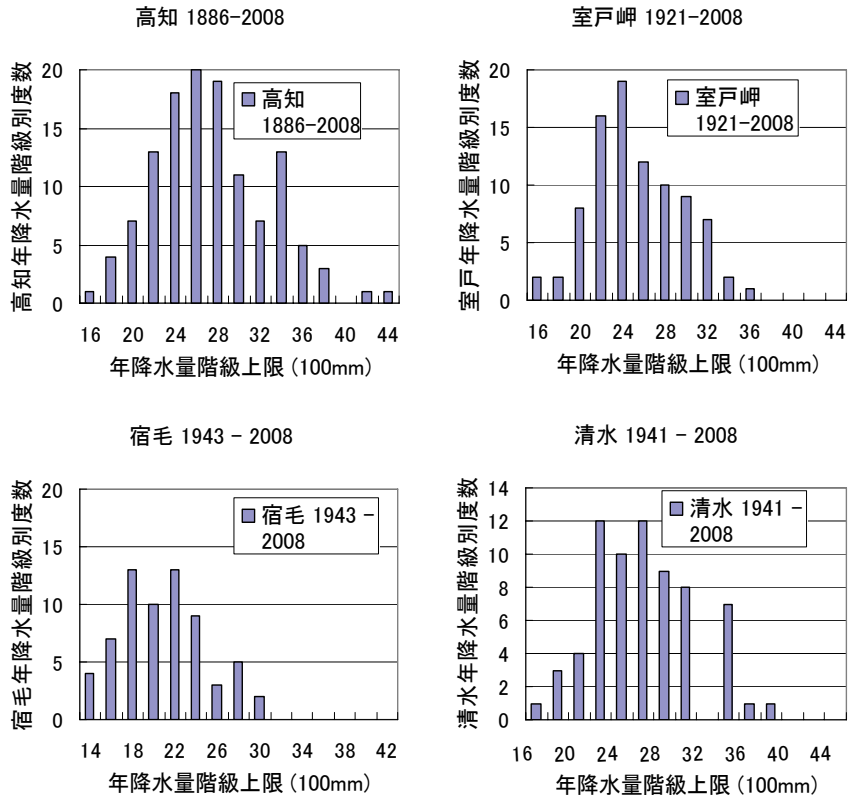 高知 1886-2008
20
15
10
5
0
高知年降水量階級別度数
高知
1886-2008
16 20 24 28 32 36 40 44
年降水量階級上限(100mm)
室戸岬 1921-2008
20
15
10
5
0
室戸年降水量階級別度数
室戸岬
1921-2008
16 20 24 28 32 36 40 44
年降水量階級上限(100mm)
宿毛 1943 - 2008
20
15
10
5
0
宿毛年降水量階級別度数
宿毛 1943 -
2008
14 18 22 26 30 34 38 42
年降水量階級上限(100mm)
清水 1941 - 2008
14
12
10
8
6
4
2
0
清水年降水量階級別度数
清水 1941 -
2008
16 20 24 28 32 36 40 44
年降水量階級上限(100mm)